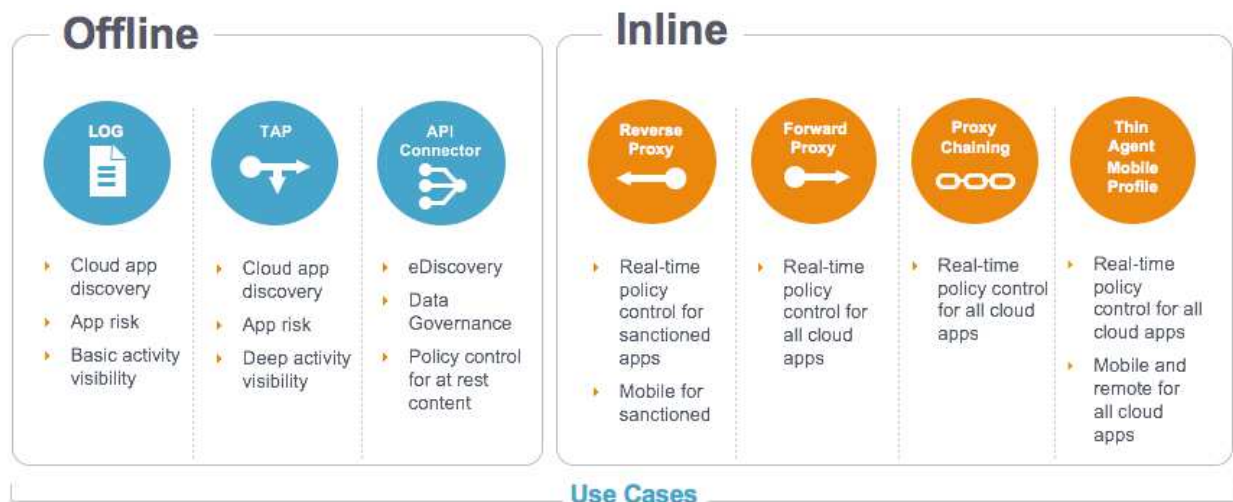 Offline
LOG
Cloud app
discovery
App risk
Basic activity
visibility
TAP
Cloud app
discovery
App risk
Deep activity
visibility
API
Connector
eDiscovery
Data
Governance
Policy control
for at rest
content
Inline
Reverse
Proxy
Real-time
policy
control for
sanctioned
apps
Mobile for
sanctioned
Forward
Proxy
Real-time
policy
control for
all cloud
apps
Proxy
Chaining
Real-time
policy control
for all cloud
apps
Thin
Agent
Mobile
Profile
Real-time
policy
control for all
cloud apps
Mobile and
remote for
all cloud
apps
Use Cases